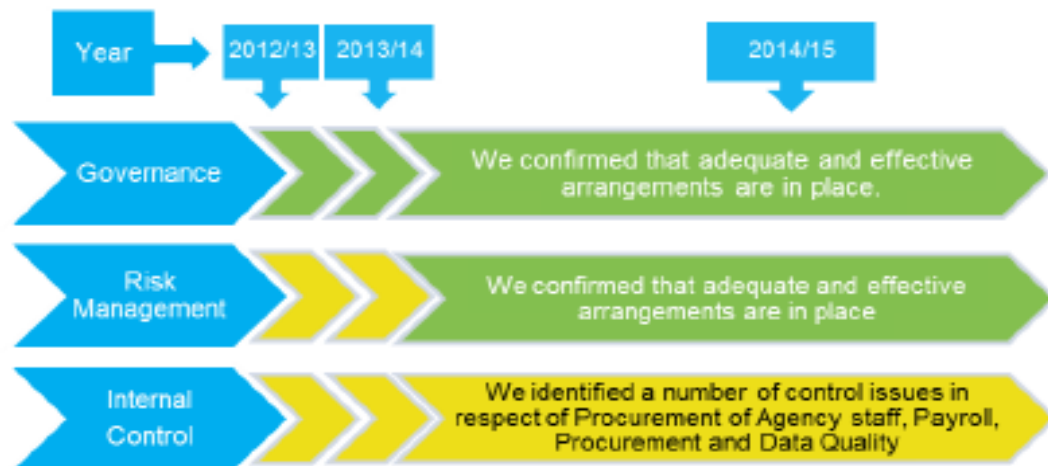 Year
2012/13
2013/14
2014/15
Governance
We confirmed that adequate and effective
arrangements are in place.
Risk
Management
We confirmed that adequate and effective
arrangements are in place
Internal
Control
We identified a number of control issues in
respect of Procurement of Agency staff, Payroll,
Procurement and Data Quality